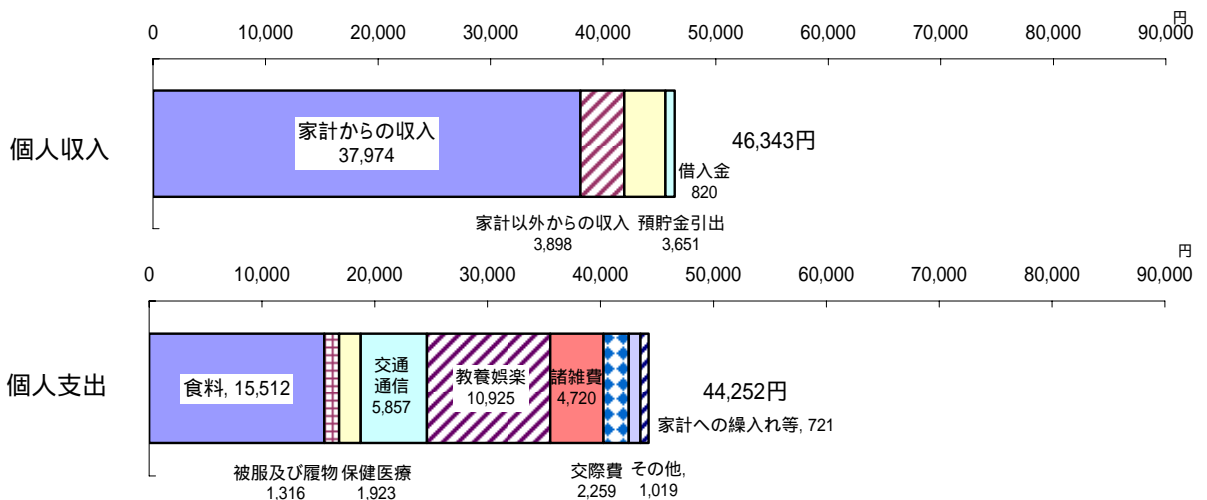 円
0 10,000 20,000 30,000 40,000 50,000 60,000 70,000 80,000 90,000
個人収入
家計からの収入
37,974
46,343円
借入金
820
家計以外からの収入 預貯金引出
3,898 3,651
円
0 10,000 20,000 30,000 40,000 50,000 60,000 70,000 80,000 90,000
個人支出
食料, 15,512
交通
通信
5,857
教養娯楽
10,925
諸雑費
4,720
44,252円
家計への繰入れ等, 721
被服及び履物 保健医療
1,316 1,923
交際費 その他,
2,259 1,019